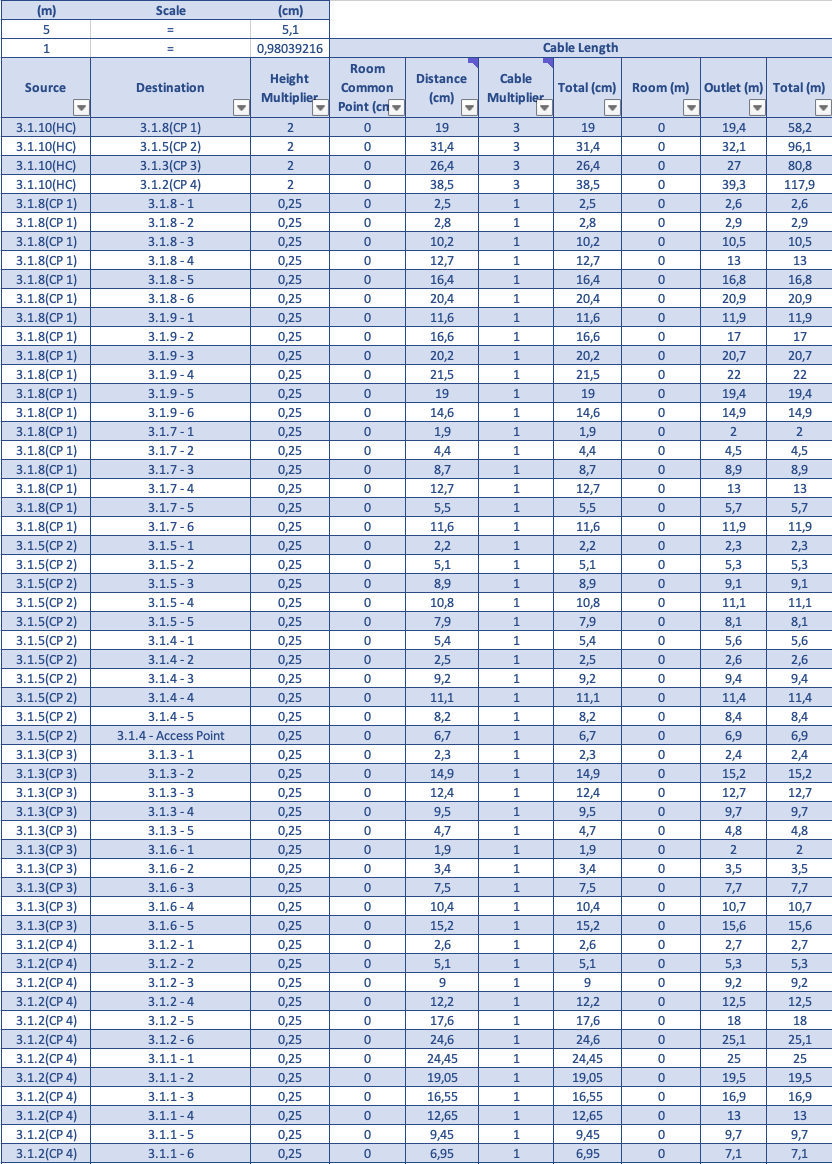 (m) Scale (cm)
5 = 5,1
1 = 0,98039216 Cable Length
Source Destination Height Multiplier Room Common Point (cm Distance (cm) Cable Multiplier Total (cm) Room (m) Outlet (m) Total (m)
3.1.10(HC) 3.1.8(CP 1) 2 0 19 3 19 0 19,4 58,2
3.1.10(HC) 3.1.5(CP 2) 2 0 31,4 3 31,4 0 32,1 96,1
3.1.10(HC) 3.1.3(CP 3) 2 0 26,4 3 26,4 0 27 80,8
3.1.10(HC) 3.1.2(CP 4) 2 0 38,5 3 38,5 0 39,3 117,9
3.1.8(CP 1) 3.1.8 - 1 0,25 0 2,5 1 2,5 0 2,6 2,6
3.1.8(CP 1) 3.1.8 - 2 0,25 0 2,8 1 2,8 0 2,9 2,9
3.1.8(CP 1) 3.1.8 - 3 0,25 0 10,2 1 10,2 0 10,5 10,5
3.1.8(CP 1) 3.1.8 - 4 0,25 0 12,7 1 12,7 0 13 13
3.1.8(CP 1) 3.1.8 - 5 0,25 0 16,4 1 16,4 0 16,8 16,8
3.1.8(CP 1) 3.1.8 - 6 0,25 0 20,4 1 20,4 0 20,9 20,9
3.1.8(CP 1) 3.1.9 - 1 0,25 0 11,6 1 11,6 0 11,9 11,9
3.1.8(CP 1) 3.1.9 - 2 0,25 0 16,6 1 16,6 0 17 17
3.1.8(CP 1) 3.1.9 - 3 0,25 0 20,2 1 20,2 0 20,7 20,7
3.1.8(CP 1) 3.1.9 - 4 0,25 0 21,5 1 21,5 0 22 22
3.1.8(CP 1) 3.1.9 - 5 0,25 0 19 1 19 0 19,4 19,4
3.1.8(CP 1) 3.1.9 - 6 0,25 0 14,6 1 14,6 0 14,9 14,9
3.1.8(CP 1) 3.1.7 - 1 0,25 0 1,9 1 1,9 0 2 2
3.1.8(CP 1) 3.1.7 - 2 0,25 0 4,4 1 4,4 0 4,5 4,5
3.1.8(CP 1) 3.1.7 - 3 0,25 0 8,7 1 8,7 0 8,9 8,9
3.1.8(CP 1) 3.1.7 - 4 0,25 0 12,7 1 12,7 0 13 13
3.1.8(CP 1) 3.1.7 - 5 0,25 0 5,5 1 5,5 0 5,7 5,7
3.1.8(CP 1) 3.1.7 - 6 0,25 0 11,6 1 11,6 0 11,9 11,9
3.1.5(CP 2) 3.1.5 - 1 0,25 0 2,2 1 2,2 0 2,3 2,3
3.1.5(CP 2) 3.1.5 - 2 0,25 0 5,1 1 5,1 0 5,3 5,3
3.1.5(CP 2) 3.1.5 - 3 0,25 0 8,9 1 8,9 0 9,1 9,1
3.1.5(CP 2) 3.1.5 - 4 0,25 0 10,8 1 10,8 0 11,1 11,1
3.1.5(CP 2) 3.1.5 - 5 0,25 0 7,9 1 7,9 0 8,1 8,1
3.1.5(CP 2) 3.1.4 - 1 0,25 0 5,4 1 5,4 0 5,6 5,6
3.1.5(CP 2) 3.1.4 - 2 0,25 0 2,5 1 2,5 0 2,6 2,6
3.1.5(CP 2) 3.1.4 - 3 0,25 0 9,2 1 9,2 0 9,4 9,4
3.1.5(CP 2) 3.1.4 - 4 0,25 0 11,1 1 11,1 0 11,4 11,4
3.1.5(CP 2) 3.1.4 - 5 0,25 0 8,2 1 8,2 0 8,4 8,4
3.1.5(CP 2) 3.1.4 - Access Point 0,25 0 6,7 1 6,7 0 6,9 6,9
3.1.3(CP 3) 3.1.3 - 1 0,25 0 2,3 1 2,3 0 2,4 2,4
3.1.3(CP 3) 3.1.3 - 2 0,25 0 14,9 1 14,9 0 15,2 15,2
3.1.3(CP 3) 3.1.3 - 3 0,25 0 12,4 1 12,4 0 12,7 12,7
3.1.3(CP 3) 3.1.3 - 4 0,25 0 9,5 1 9,5 0 9,7 9,7
3.1.3(CP 3) 3.1.3 - 5 0,25 0 4,7 1 4,7 0 4,8 4,8
3.1.3(CP 3) 3.1.6 - 1 0,25 0 1,9 1 1,9 0 2 2
3.1.3(CP 3) 3.1.6 - 2 0,25 0 3,4 1 3,4 0 3,5 3,5
3.1.3(CP 3) 3.1.6 - 3 0,25 0 7,5 1 7,5 0 7,7 7,7
3.1.3(CP 3) 3.1.6 - 4 0,25 0 10,4 1 10,4 0 10,7 10,7
3.1.3(CP 3) 3.1.6 - 5 0,25 0 15,2 1 15,2 0 15,6 15,6
3.1.2(CP 4) 3.1.2 - 1 0,25 0 2,6 1 2,6 0 2,7 2,7
3.1.2(CP 4) 3.1.2 - 2 0,25 0 5,1 1 5,1 0 5,3 5,3
3.1.2(CP 4) 3.1.2 - 3 0,25 0 9 1 9 0 9,2 9,2
3.1.2(CP 4) 3.1.2 - 4 0,25 0 12,2 1 12,2 0 12,5 12,5
3.1.2(CP 4) 3.1.2 - 5 0,25 0 17,6 1 17,6 0 18 18
3.1.2(CP 4) 3.1.2 - 6 0,25 0 24,6 1 24,6 0 25,1 25,1
3.1.2(CP 4) 3.1.1 - 1 0,25 0 24,45 1 24,45 0 25 25
3.1.2(CP 4) 3.1.1 - 2 0,25 0 19,05 1 19,05 0 19,5 19,5
3.1.2(CP 4) 3.1.1 - 3 0,25 0 16,55 1 16,55 0 16,9 16,9
3.1.2(CP 4) 3.1.1 - 4 0,25 0 12,65 1 12,65 0 13 13
3.1.2(CP 4) 3.1.1 - 5 0,25 0 9,45 1 9,45 0 9,7 9,7
3.1.2(CP 4) 3.1.1 - 6 0,25 0 6,95 1 6,95 0 7,1 7,1